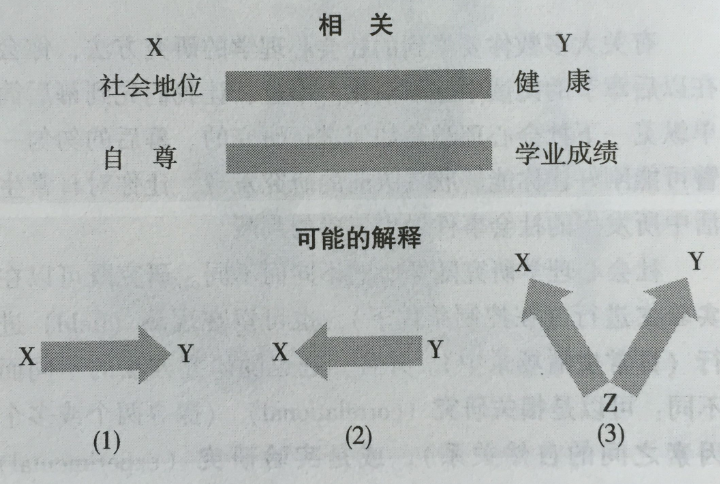 相 关
X Y
社会地位 健 康
自 尊 学业成绩
可能的解释
X Y
X Y X Y
Z
(1) (2) (3)